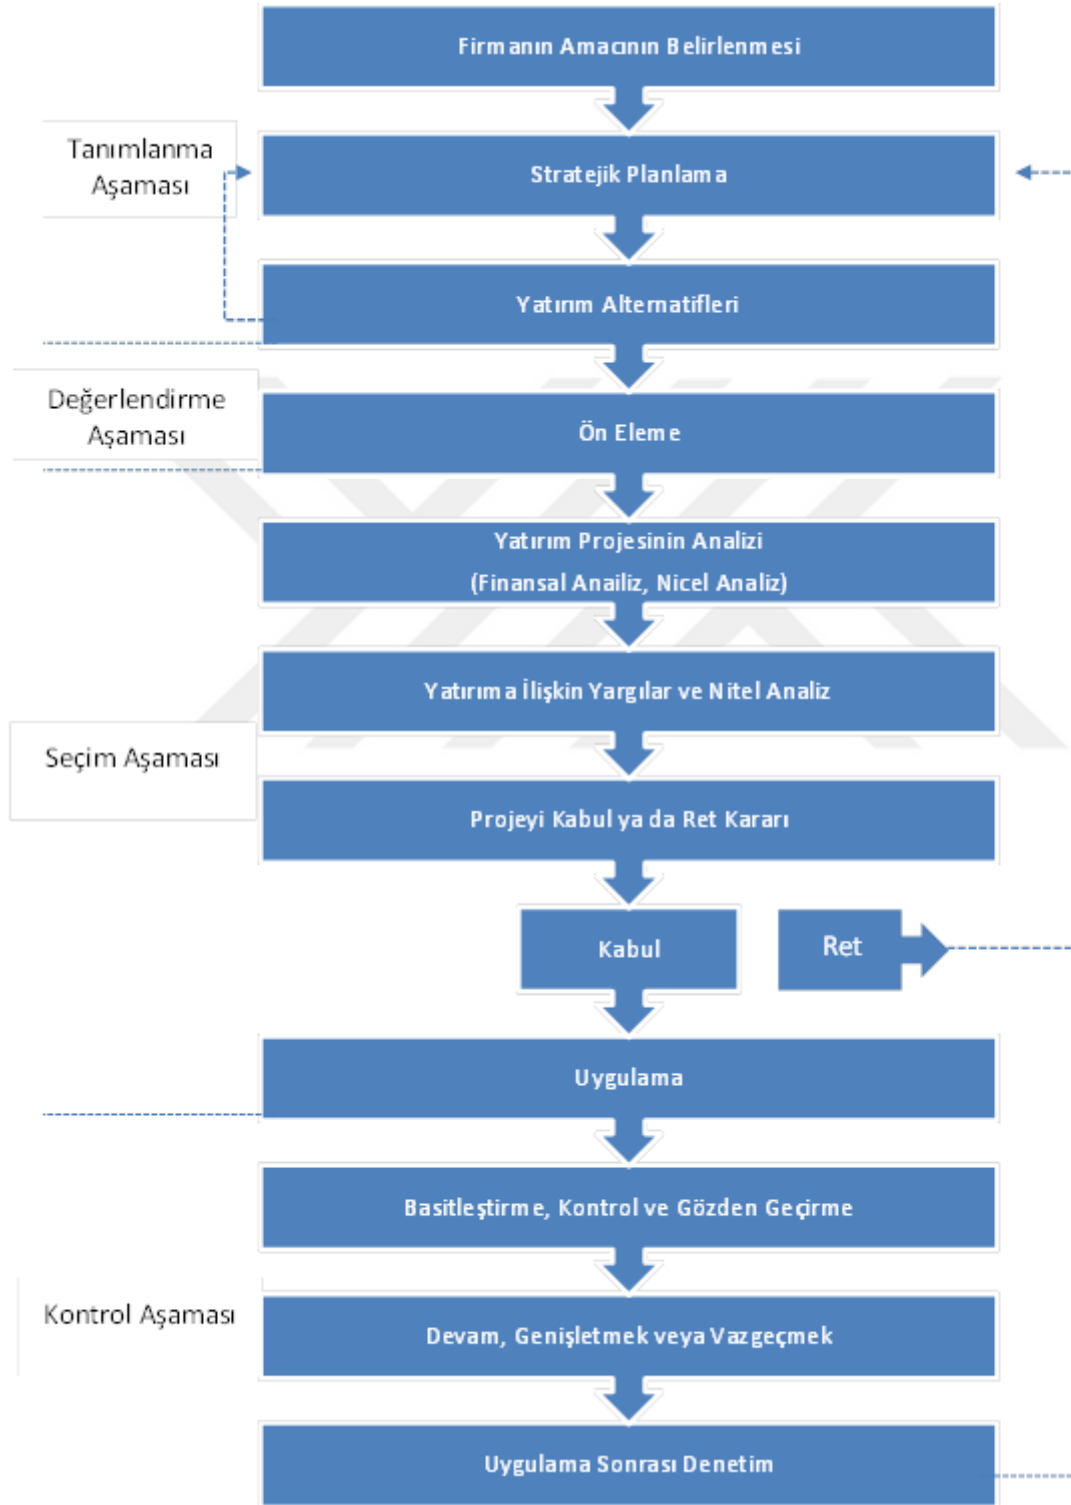 Firmanın Amacının Belirlenmesi
Tanımlanma
Aşaması
Stratejik Planlama
Yatırım Alternatifleri
Değerlendirme
Aşaması
Ön Eleme
Yatırım Projesinin Analizi
(Finansal Anailiz, Nicel Analiz)
Yatırıma İlişkin Yargılar ve Nitel Analiz
Seçim Aşaması
Projeyi Kabul ya da Ret Kararı
Kabul
Ret
Uygulama
Basitleştirme, Kontrol ve Gözden Geçirme
Kontrol Aşaması
Devam, Genişletmek veya Vazgeçmek
Uygulama Sonrası Denetim